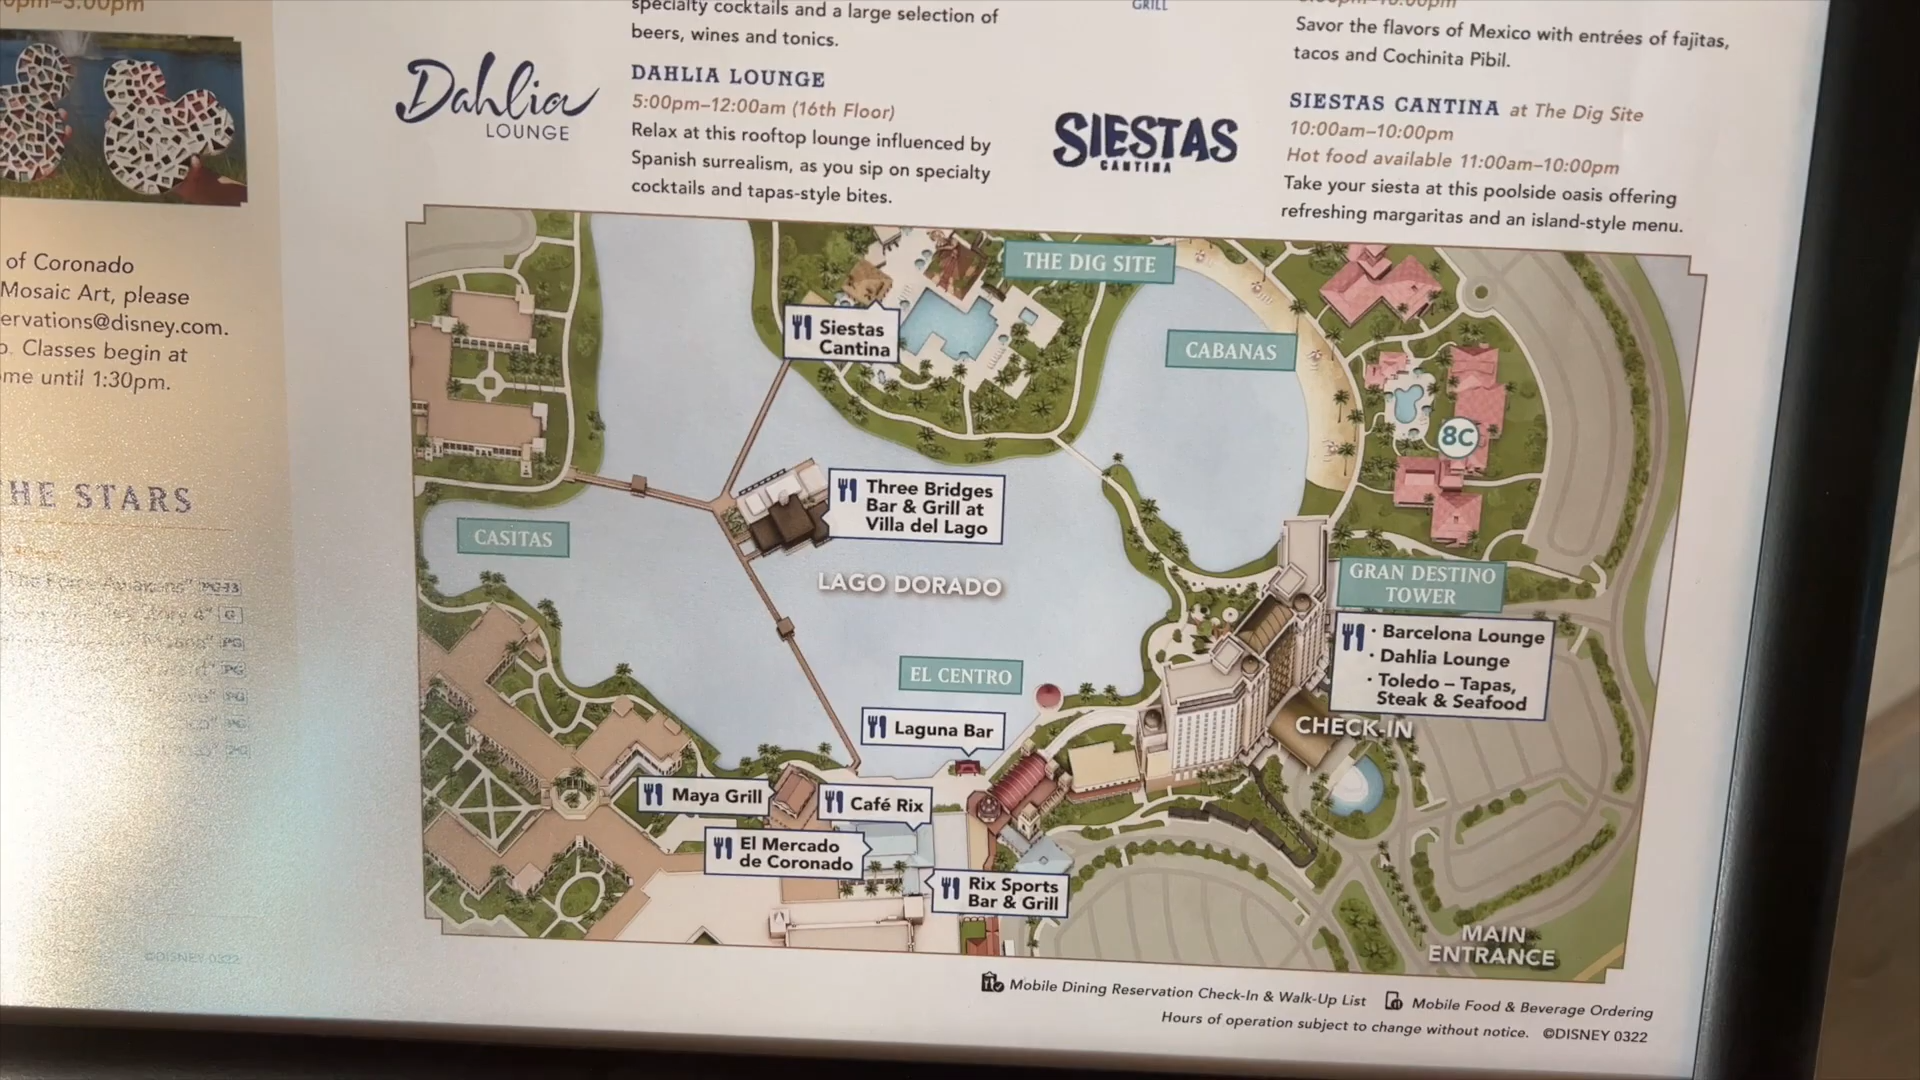 specialty cocktails and a large selection of
beers, wines and tonics.
Dahlia
LOUNGE
DAHLIA LOUNGE
5:00pm–12:00am (16th Floor)
Relax at this rooftop lounge influenced by
Spanish surrealism, as you sip on specialty
cocktails and tapas-style bites.
GRILL
Savor the flavors of Mexico with entrées of fajitas,
tacos and Cochinita Pibil.
SIESTAS
CANTINA
SIESTAS CANTINA at The Dig Site
10:00am–10:00pm
Hot food available 11:00am–10:00pm
Take your siesta at this poolside oasis offering
refreshing margaritas and an island-style menu.
of Coronado
Mosaic Art, please
ervations@disney.com.
Classes begin at
me until 1:30pm.
HE STARS
PG-13
G
PG
PG
PG
PG
©DISNEY 0322
THE DIG SITE
Siestas
Cantina
CABANAS
8C
Three Bridges
Bar & Grill at
Villa del Lago
CASITAS
LAGO DORADO
GRAN DESTINO
TOWER
· Barcelona Lounge
· Dahlia Lounge
· Toledo – Tapas,
Steak & Seafood
EL CENTRO
Laguna Bar
CHECK-IN
Maya Grill
Café Rix
El Mercado
de Coronado
Rix Sports
Bar & Grill
MAIN
ENTRANCE
Mobile Dining Reservation Check-In & Walk-Up List Mobile Food & Beverage Ordering
Hours of operation subject to change without notice. ©DISNEY 0322